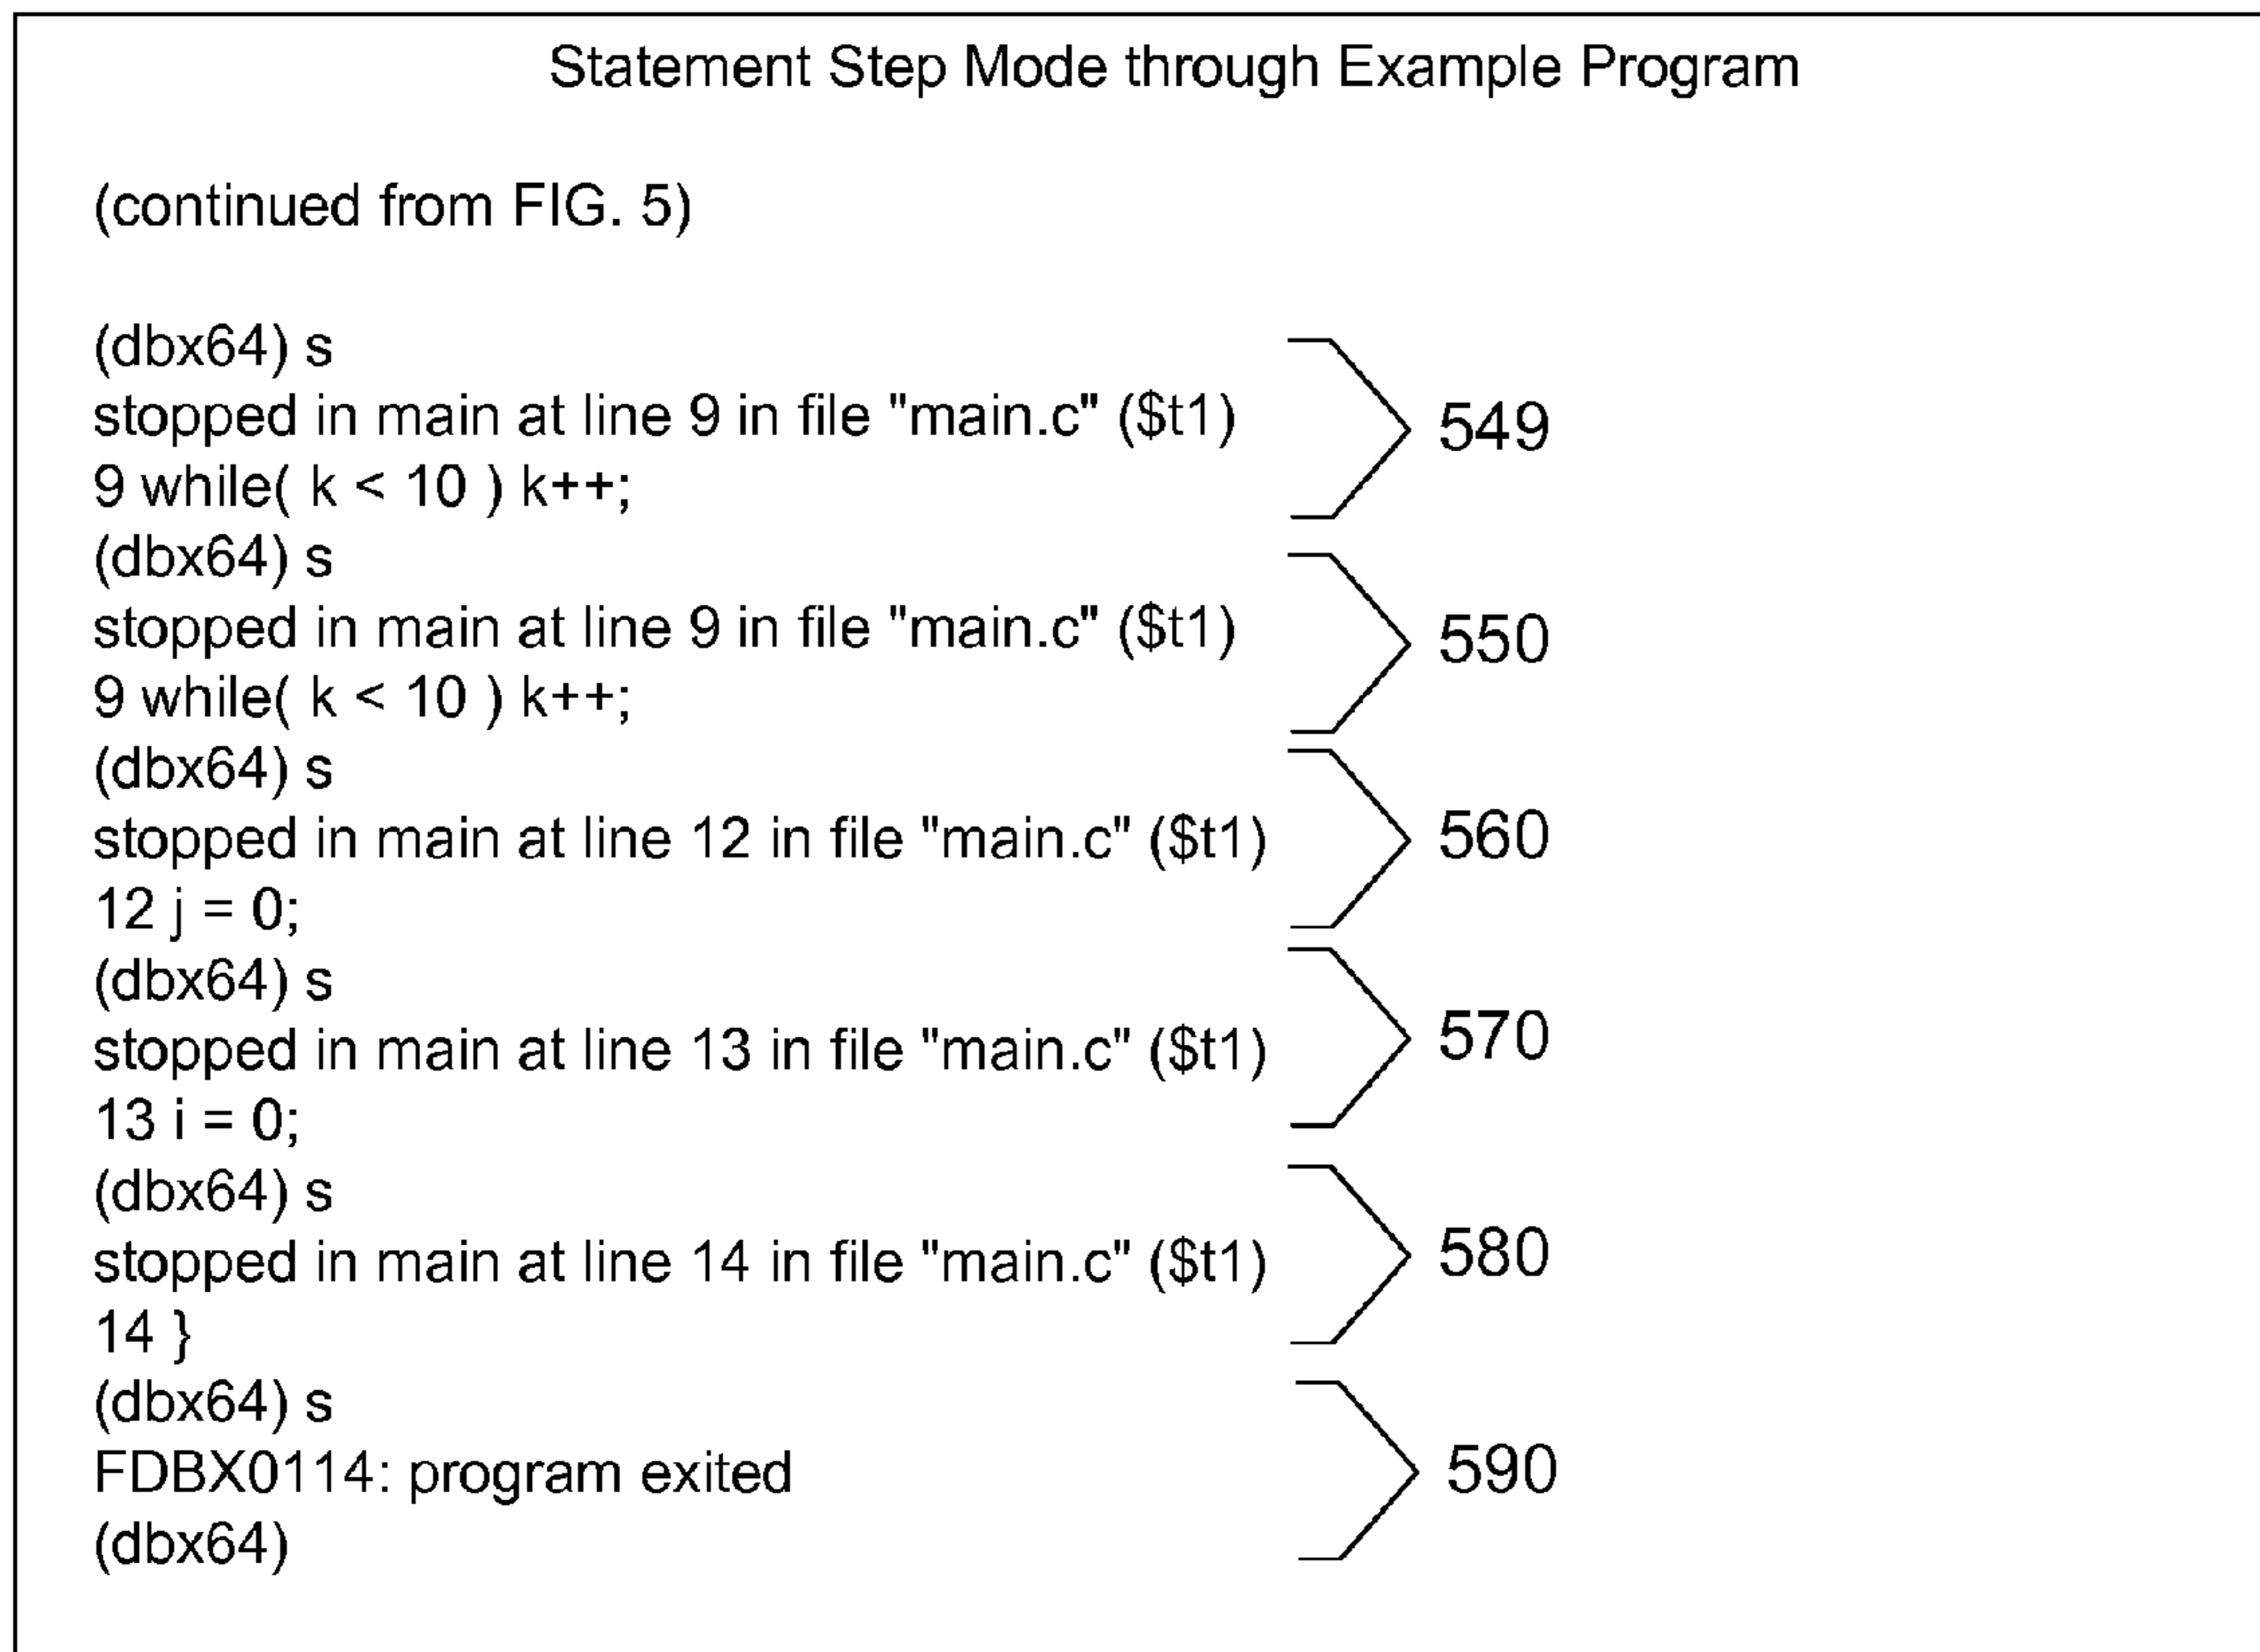 Statement Step Mode through Example Program
(continued from FIG. 5)
(dbx64) s
stopped in main at line 9 in file "main.c" ($t1)
9 while( k < 10 ) k++;
549
(dbx64) s
stopped in main at line 9 in file "main.c" ($t1)
9 while( k < 10 ) k++;
550
(dbx64) s
stopped in main at line 12 in file "main.c" ($t1)
12 j = 0;
560
(dbx64) s
stopped in main at line 13 in file "main.c" ($t1)
13 i = 0;
570
(dbx64) s
stopped in main at line 14 in file "main.c" ($t1)
14 }
580
(dbx64) s
FDBX0114: program exited
(dbx64)
590